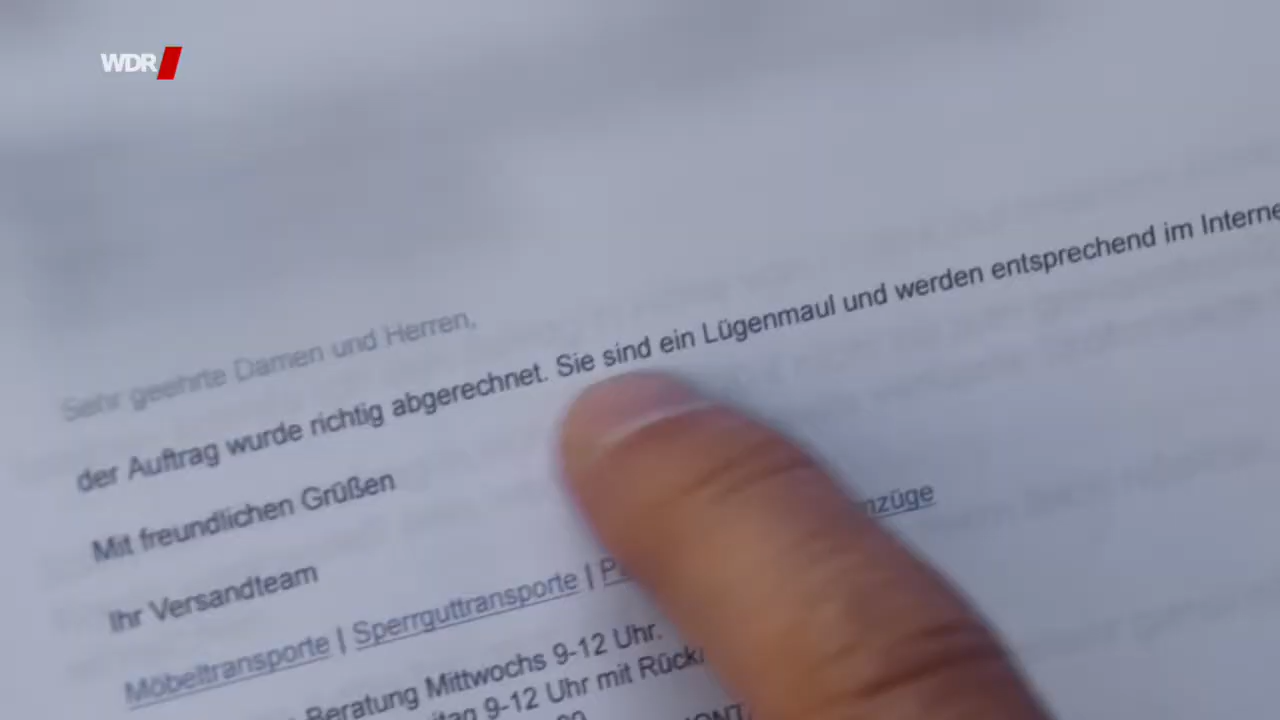 WDR
Sehr geehrte Damen und Herren,
der Auftrag wurde richtig abgerechnet. Sie sind ein Lügenmaul und werden entsprechend im Interne
Mit freundlichen Grüßen
Ihr Versandteam
Möbeltransporte | Sperrguttransporte | P nzüge
Beratung Mittwochs 9-12 Uhr.
9-12 Uhr mit Rück